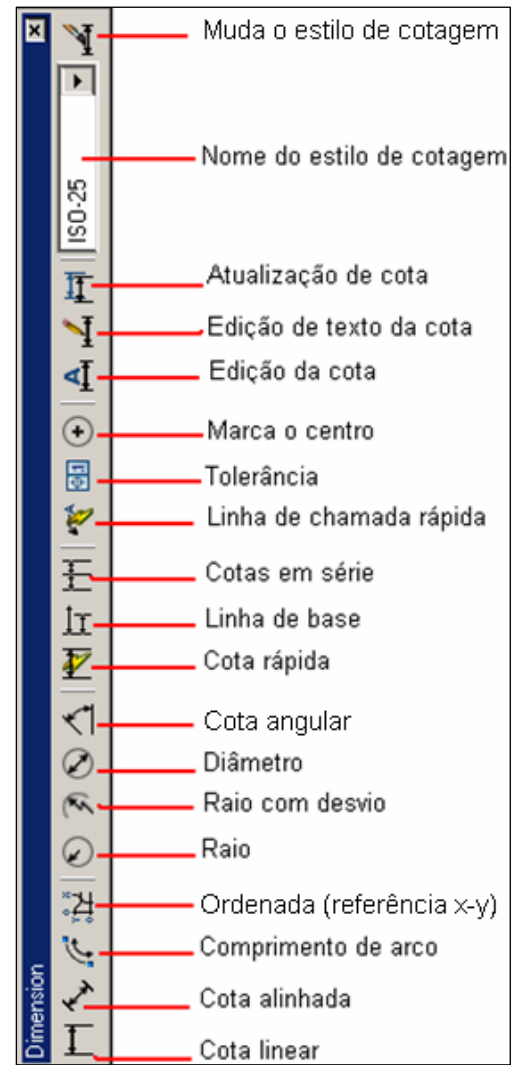 Muda o estilo de cotagem
Nome do estilo de cotagem
ISO-25
Atualização de cota
Edição de texto da cota
Edição da cota
Marca o centro
Tolerância
Linha de chamada rápida
Cotas em série
Linha de base
Cota rápida
Cota angular
Diâmetro
Raio com desvio
Raio
Ordenada (referência x-y)
Comprimento de arco
Cota alinhada
Cota linear
Dimension